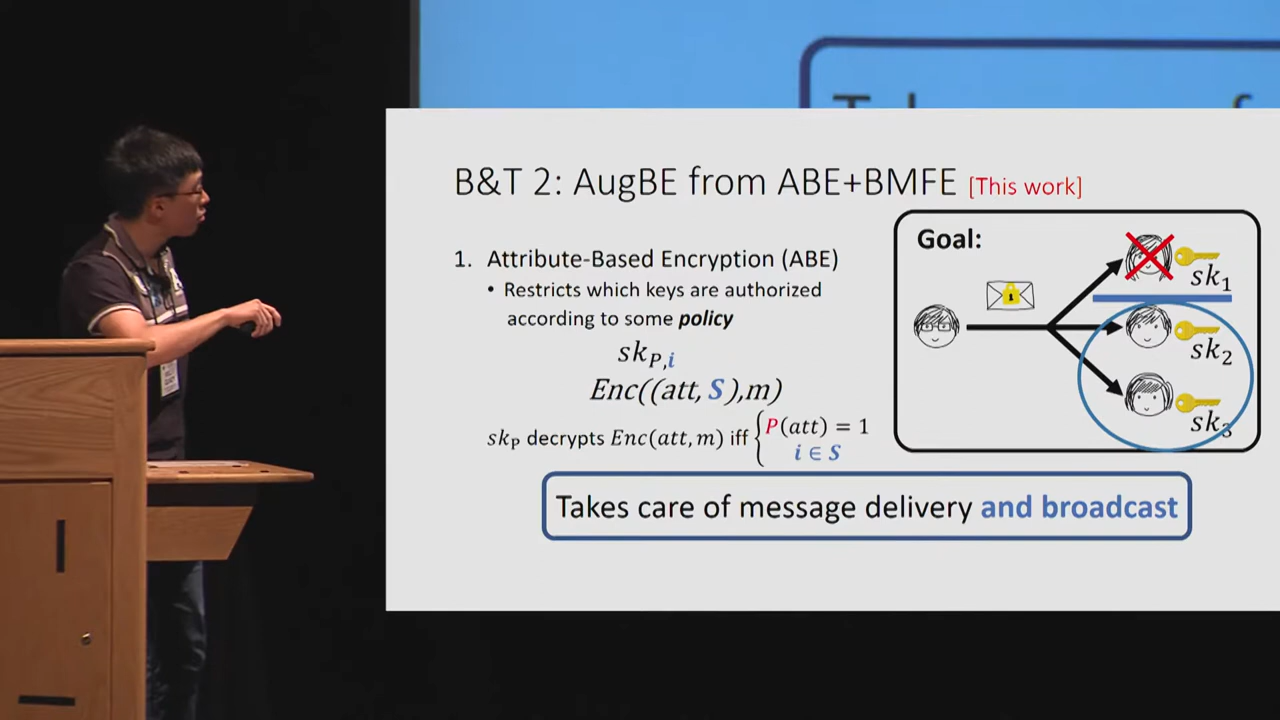 B&T 2: AugBE from ABE+BMFE [This work]
1. Attribute-Based Encryption (ABE)
• Restricts which keys are authorized
according to some policy
sk_{P,i}
Enc((att, S),m)
sk_P decrypts Enc(att, m) iff { P(att) = 1
i ∈ S
Takes care of message delivery and broadcast
Goal:
sk_1
sk_2
sk_3